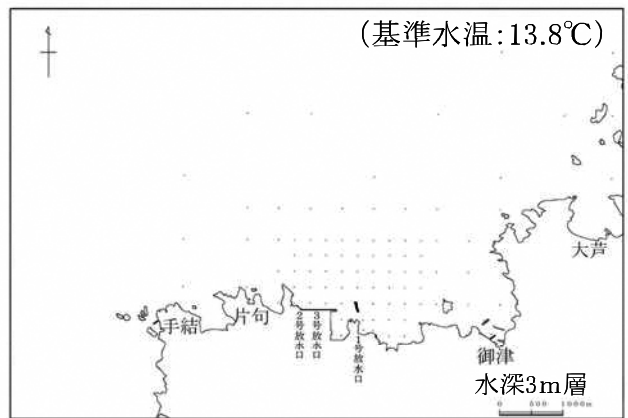 (基準水温:13.8℃)
大芦
手結
片句
2号放水口
3号放水口
1号放水口
御津
水深3m層
0 500 1000m